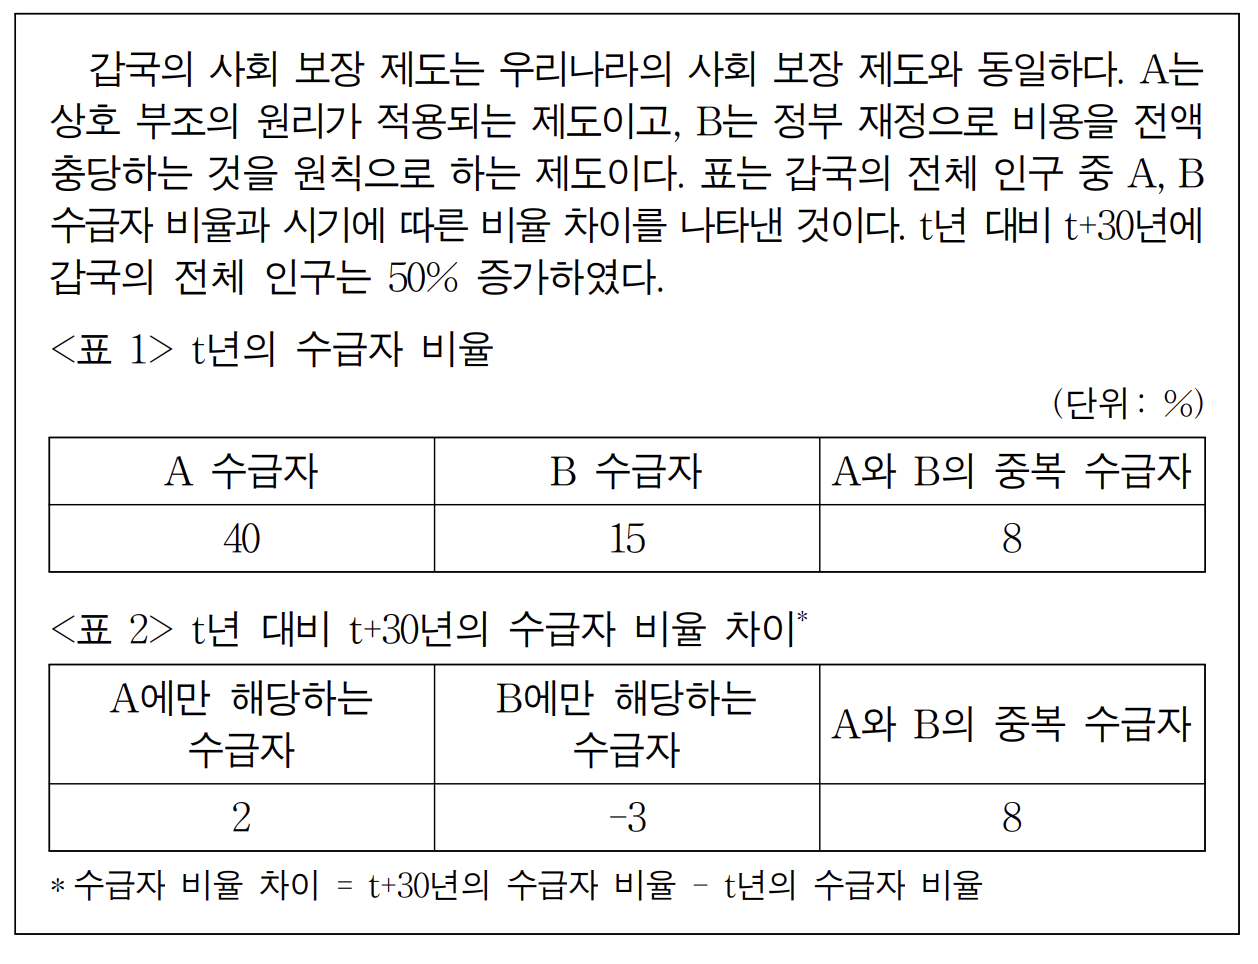 갑국의 사회 보장 제도는 우리나라의 사회 보장 제도와 동일하다. A는
상호 부조의 원리가 적용되는 제도이고, B는 정부 재정으로 비용을 전액
충당하는 것을 원칙으로 하는 제도이다. 표는 갑국의 전체 인구 중 A, B
수급자 비율과 시기에 따른 비율 차이를 나타낸 것이다. t년 대비 t+30년에
갑국의 전체 인구는 50% 증가하였다.
<표 1> t년의 수급자 비율
(단위: %)
A 수급자 B 수급자 A와 B의 중복 수급자
40 15 8
<표 2> t년 대비 t+30년의 수급자 비율 차이*
A에만 해당하는 수급자 B에만 해당하는 수급자 A와 B의 중복 수급자
2 -3 8
* 수급자 비율 차이 = t+30년의 수급자 비율 - t년의 수급자 비율